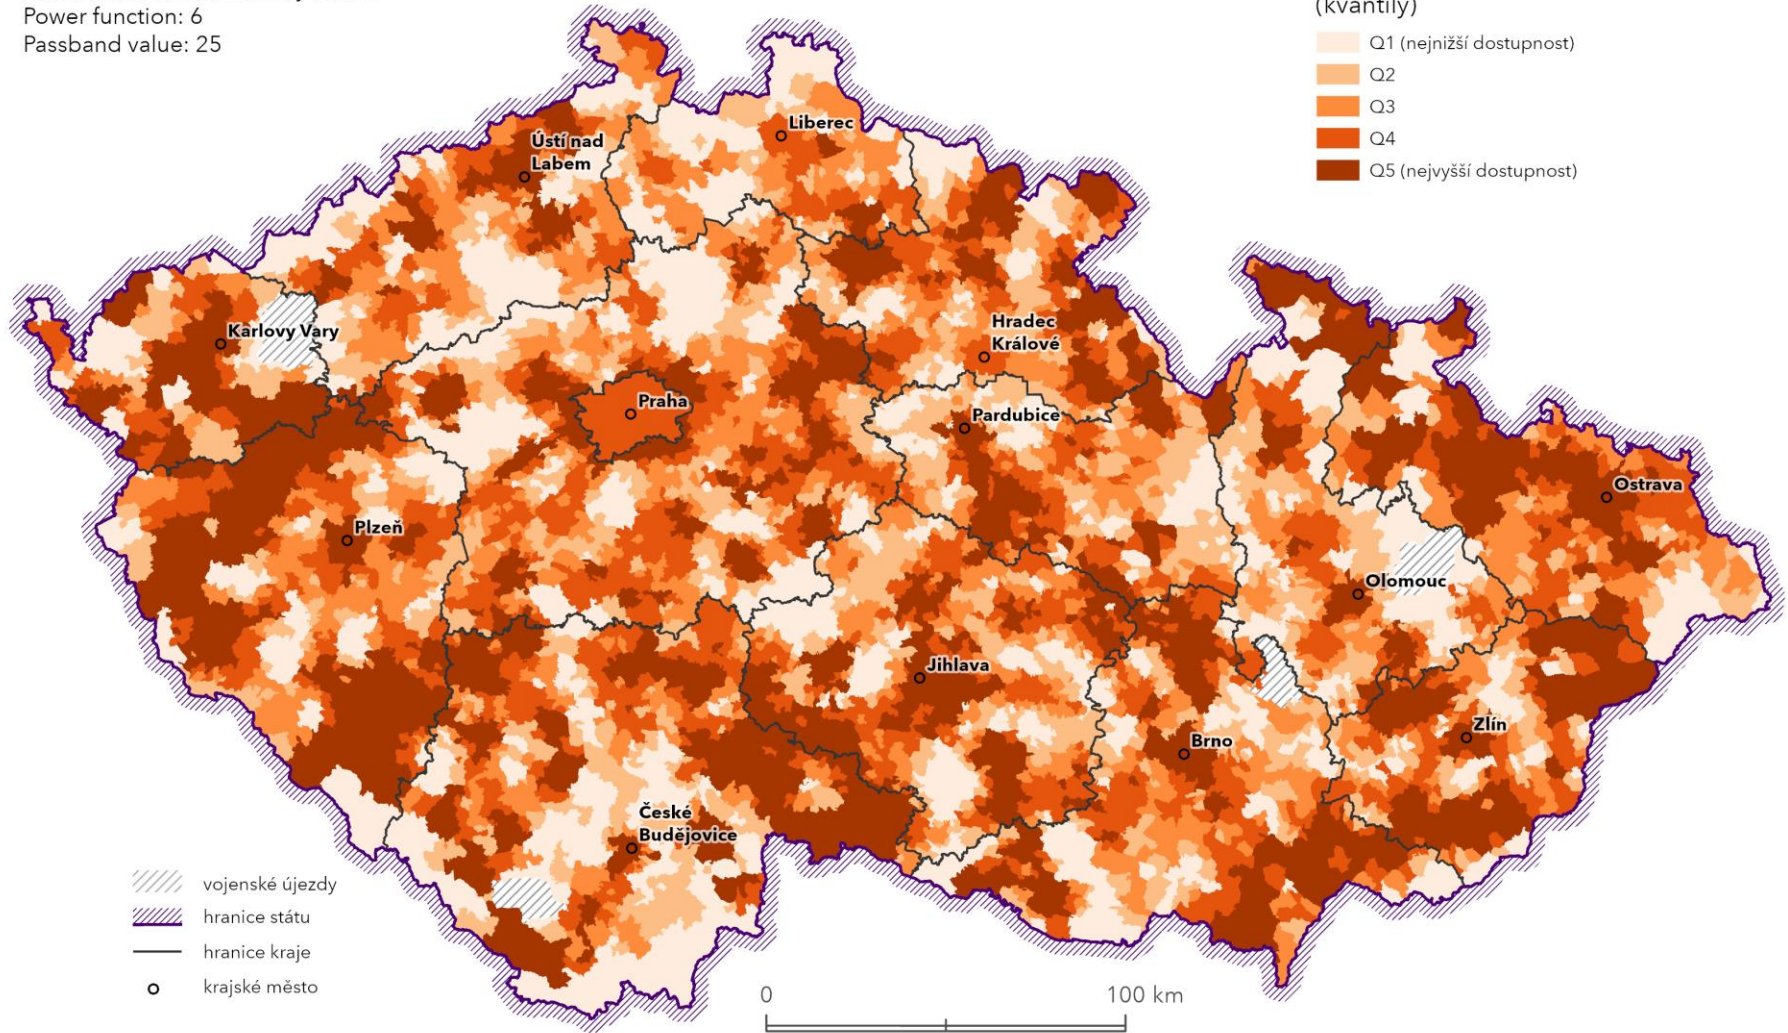 Power function: 6
Passband value: 25
(kvantily)
Q1 (nejnižší dostupnost)
Q2
Q3
Q4
Q5 (nejvyšší dostupnost)
Liberec
Ústí nad
Labem
Karlovy Vary
Hradec
Králové
Praha
Pardubice
Ostrava
Plzeň
Olomouc
Jihlava
Zlín
Brno
České
Budějovice
vojenské újezdy
hranice státu
hranice kraje
krajské město
0
100 km